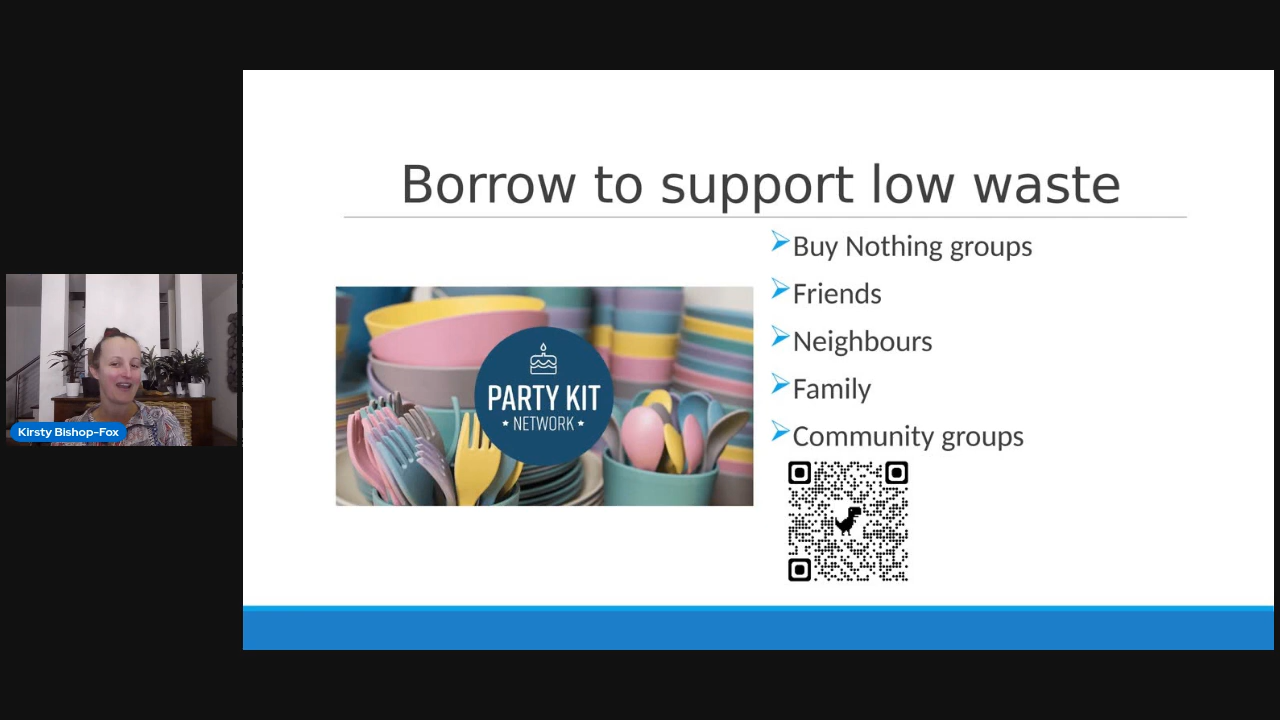 Borrow to support low waste
Buy Nothing groups
Friends
Neighbours
Family
Community groups
PARTY KIT
NETWORK
Kirsty Bishop-Fox